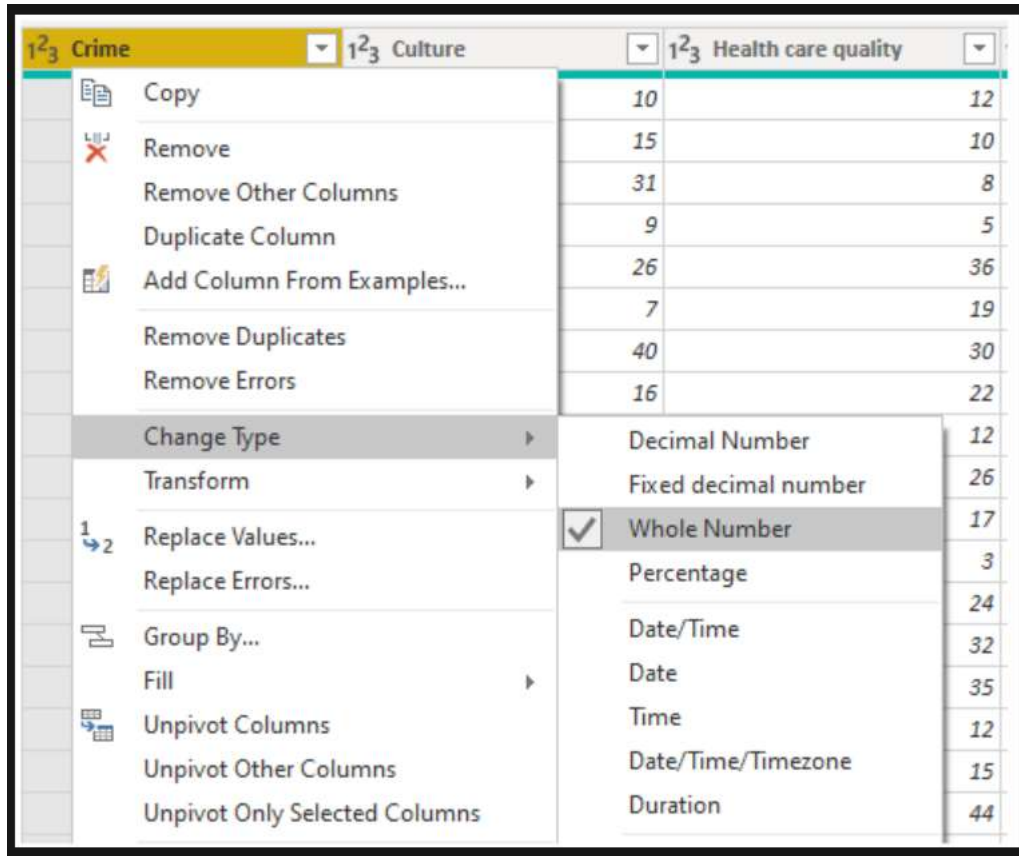 1²3 Crime 1²3 Culture 1²3 Health care quality
Copy
Remove
Remove Other Columns
Duplicate Column
Add Column From Examples...
Remove Duplicates
Remove Errors
Change Type
Transform
1 2 Replace Values...
Replace Errors...
Group By...
Fill
Unpivot Columns
Unpivot Other Columns
Unpivot Only Selected Columns
Decimal Number
Fixed decimal number
Whole Number
Percentage
Date/Time
Date
Time
Date/Time/Timezone
Duration
10 12
15 10
31 8
9 5
26 36
7 19
40 30
16 22
12
26
17
3
24
32
35
12
15
44